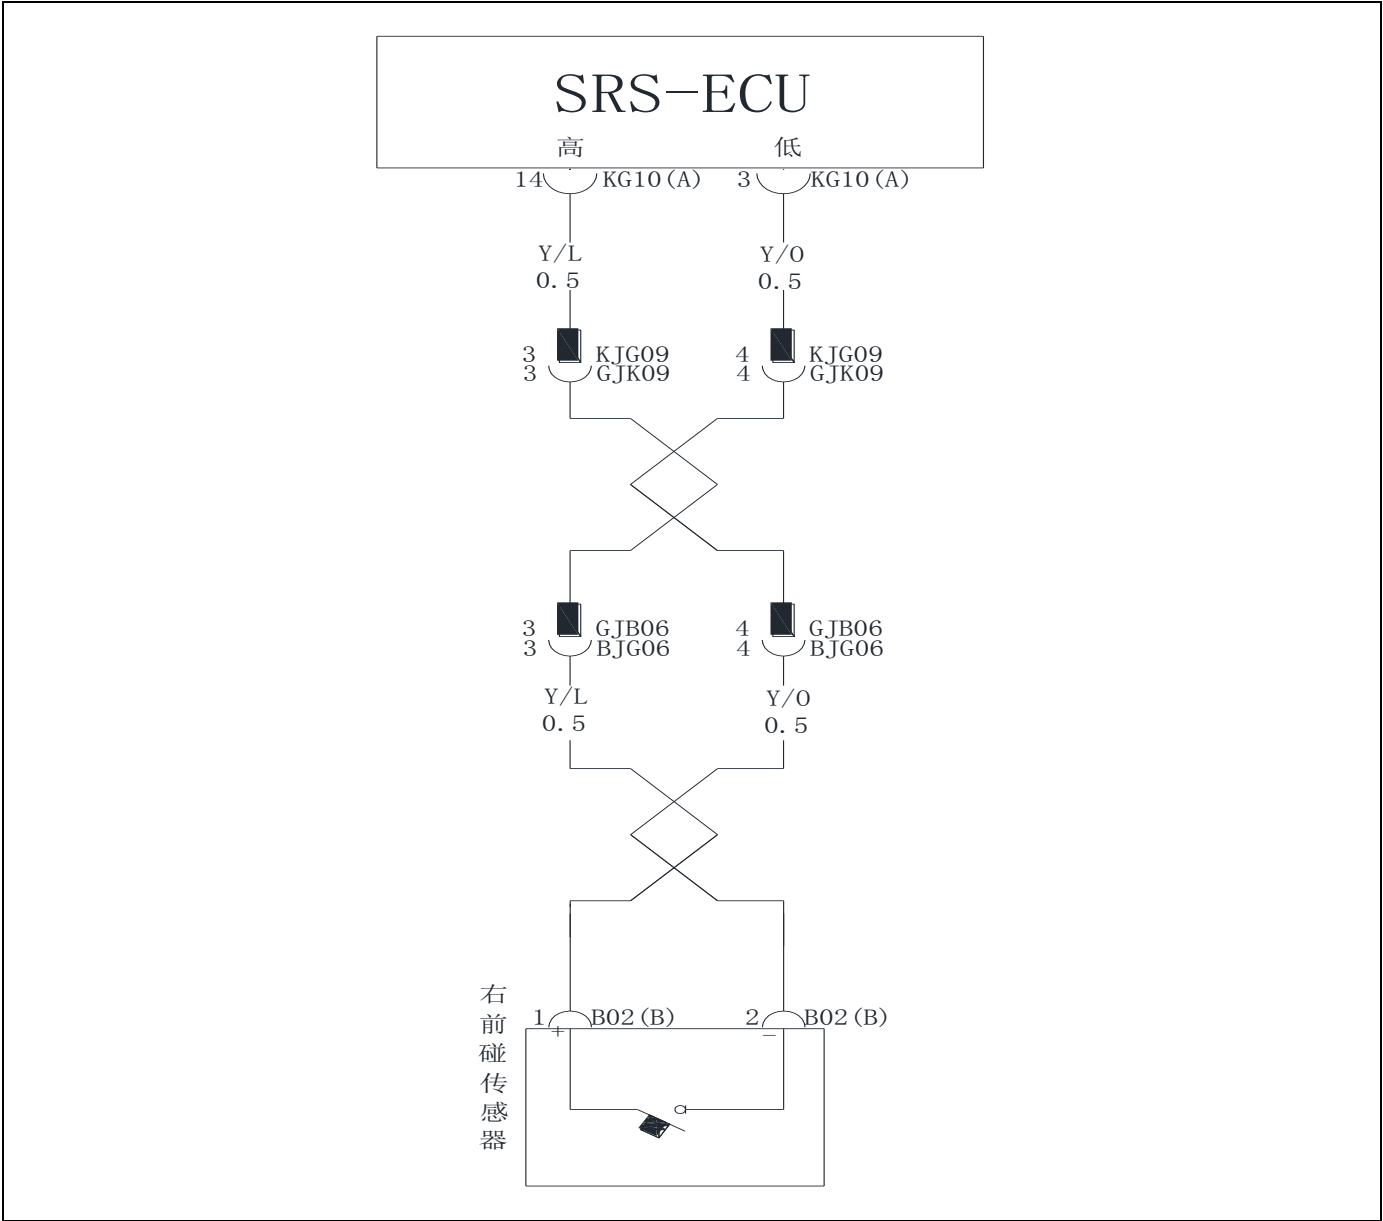 SRS-ECU
高 低
14 KG10(A) 3 KG10(A)
Y/L Y/O
0.5 0.5
3 KJG09 4 KJG09
3 GJK09 4 GJK09
3 GJB06 4 GJB06
3 BJG06 4 BJG06
Y/L Y/O
0.5 0.5
右前碰传感器
1 B02(B) 2 B02(B)
+ −